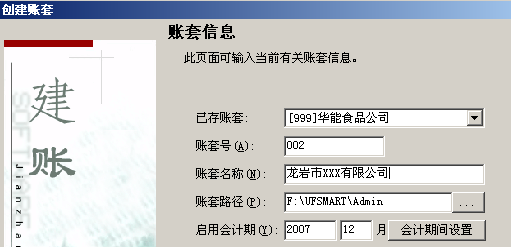 创建账套
账套信息
此页面可输入当前有关账套信息。
建账
SOFTWARE
Jianzha
已存账套: [999]华能食品公司
账套号(A): 002
账套名称(N): 龙岩市XXX有限公司
账套路径(P): F:\UFSMART\Admin ...
启用会计期(Y): 2007 12 月 会计期间设置